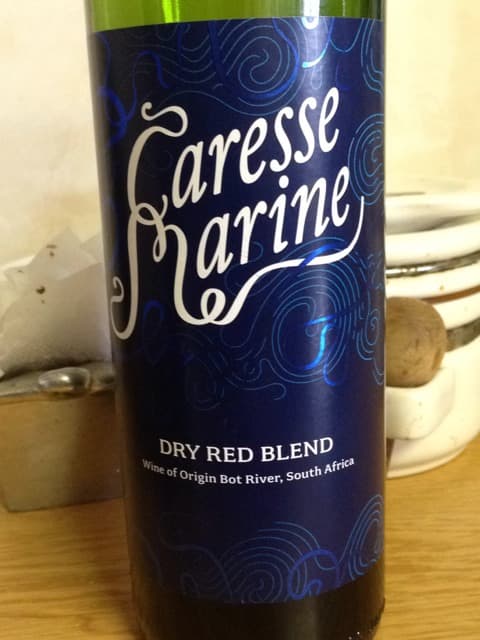 Caresse
Marine
DRY RED BLEND
Wine of Origin Bot River, South Africa